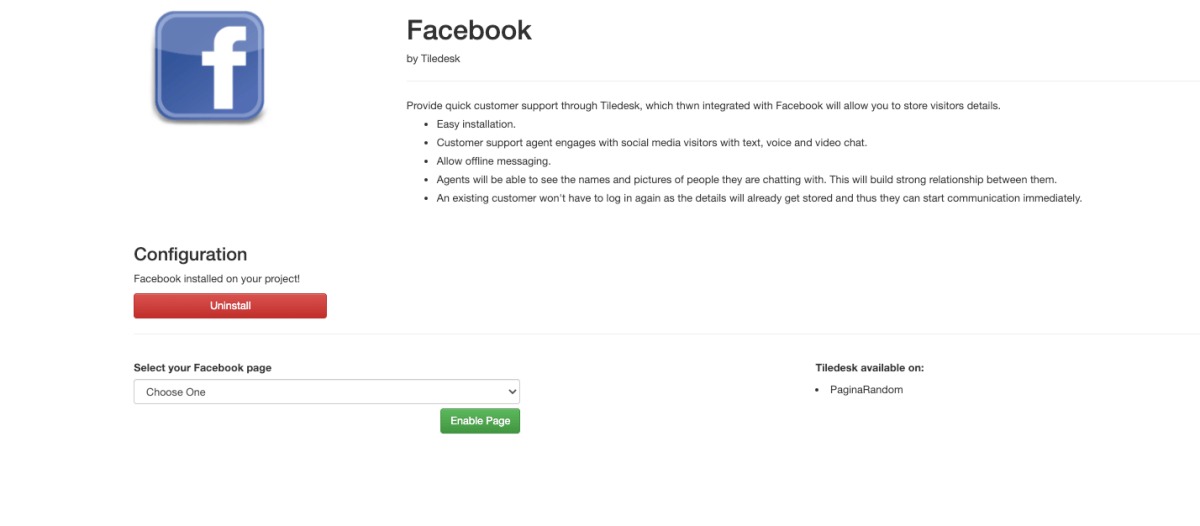 f
Facebook
by Tiledesk
Provide quick customer support through Tiledesk, which thwn integrated with Facebook will allow you to store visitors details.
• Easy installation.
• Customer support agent engages with social media visitors with text, voice and video chat.
• Allow offline messaging.
• Agents will be able to see the names and pictures of people they are chatting with. This will build strong relationship between them.
• An existing customer won't have to log in again as the details will already get stored and thus they can start communication immediately.
Configuration
Facebook installed on your project!
Uninstall
Select your Facebook page
Choose One
Enable Page
Tiledesk available on:
• PaginaRandom